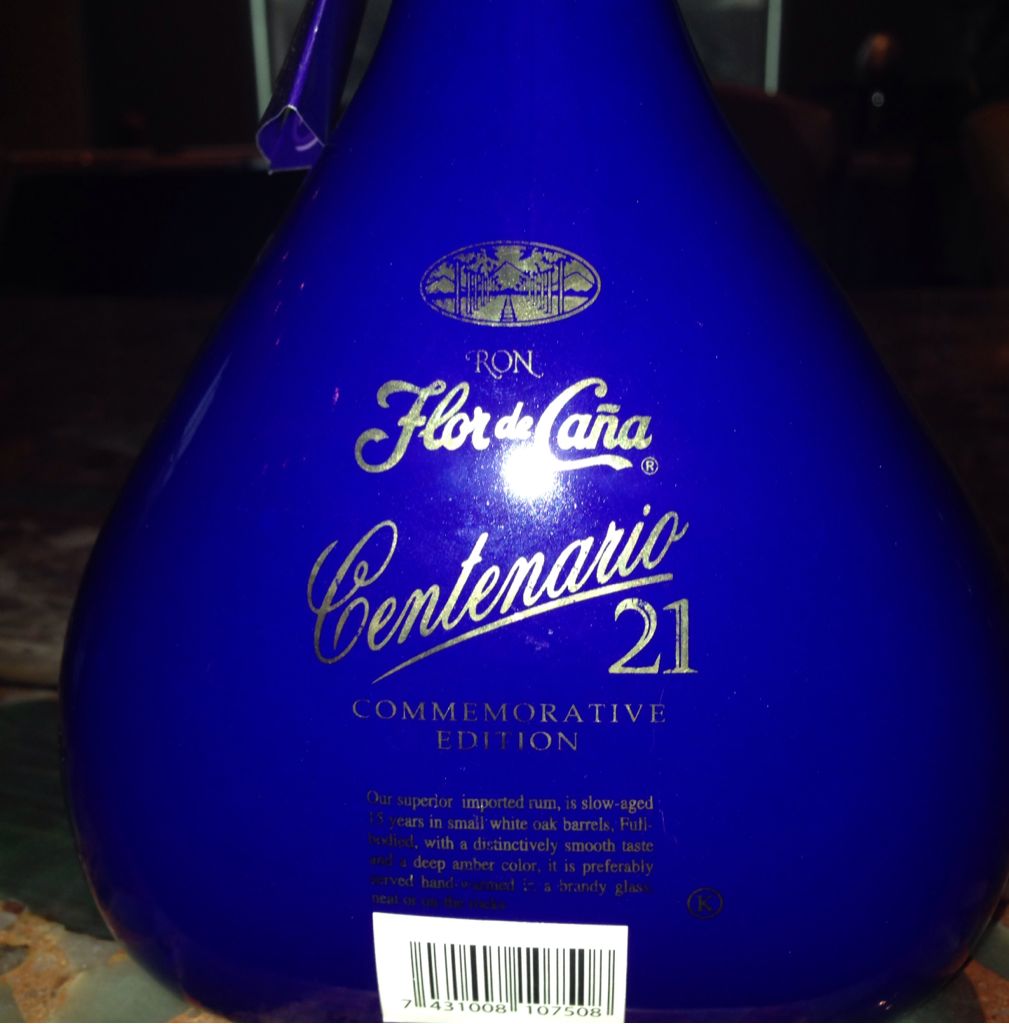 RON
Flor de Caña
®
Centenario
21
COMMEMORATIVE
EDITION
Our superior imported rum, is slow-aged
15 years in small white oak barrels, Full-
bodied, with a distinctively smooth taste
and a deep amber color, it is preferably
served hand-warmed in a brandy glass,
neat or on the rocks
K
7 431008 107508